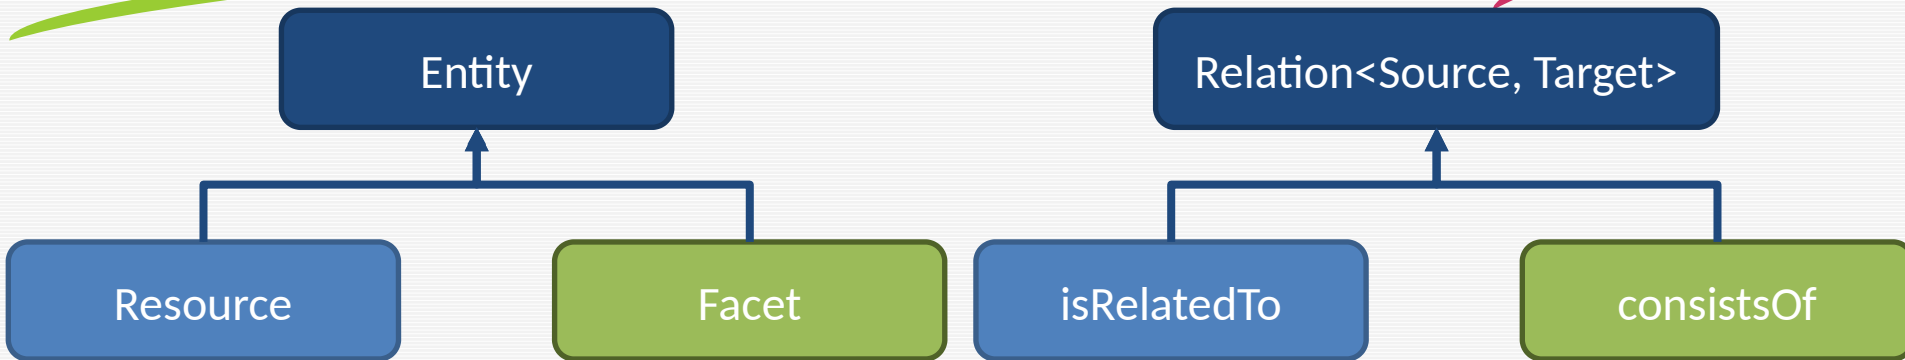 Entity
Relation<Source, Target>
Resource
Facet
isRelatedTo
consistsOf